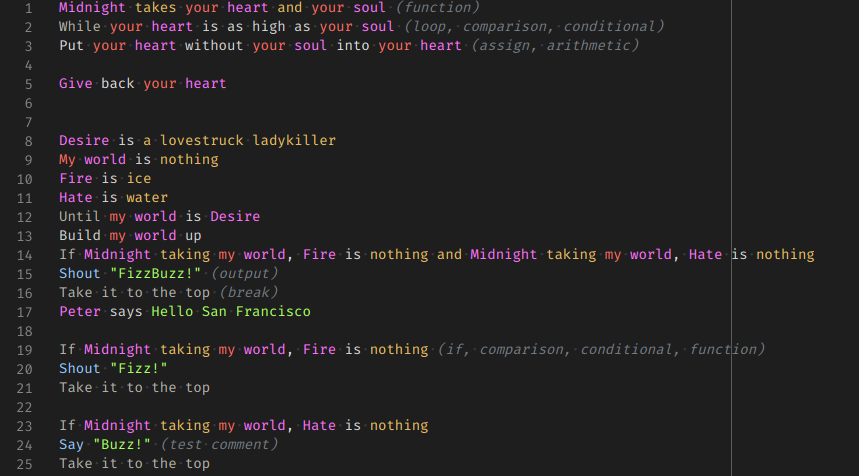 1 Midnight takes your heart and your soul (function)
2 While your heart is as high as your soul (loop, comparison, conditional)
3 Put your heart without your soul into your heart (assign, arithmetic)
4
5 Give back your heart
6
7
8 Desire is a lovestruck ladykiller
9 My world is nothing
10 Fire is ice
11 Hate is water
12 Until my world is Desire
13 Build my world up
14 If Midnight taking my world, Fire is nothing and Midnight taking my world, Hate is nothing
15 Shout "FizzBuzz!" (output)
16 Take it to the top (break)
17 Peter says Hello San Francisco
18
19 If Midnight taking my world, Fire is nothing (if, comparison, conditional, function)
20 Shout "Fizz!"
21 Take it to the top
22
23 If Midnight taking my world, Hate is nothing
24 Say "Buzz!" (test comment)
25 Take it to the top